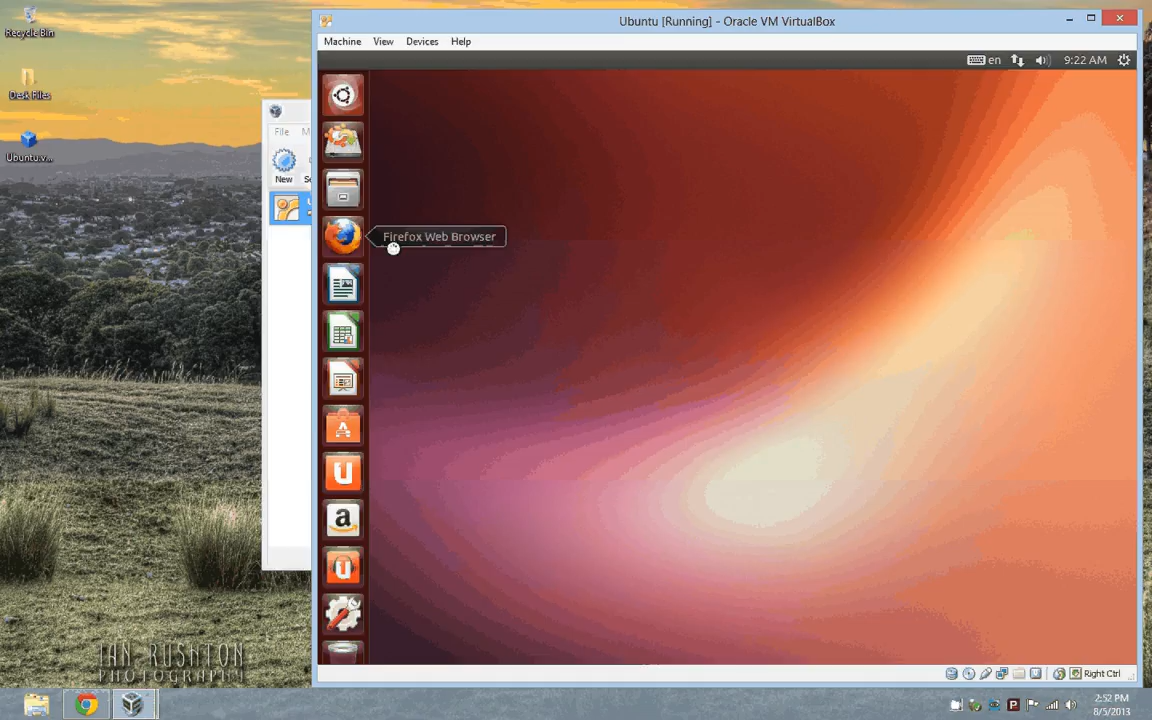 Recycle Bin
Desk Files
Ubuntu.v...
File
New
Ubuntu [Running] - Oracle VM VirtualBox
Machine View Devices Help
en 9:22 AM
Firefox Web Browser
Right Ctrl
IAN RUSHTON
PHOTOGRAPHY
2:52 PM
8/5/2013